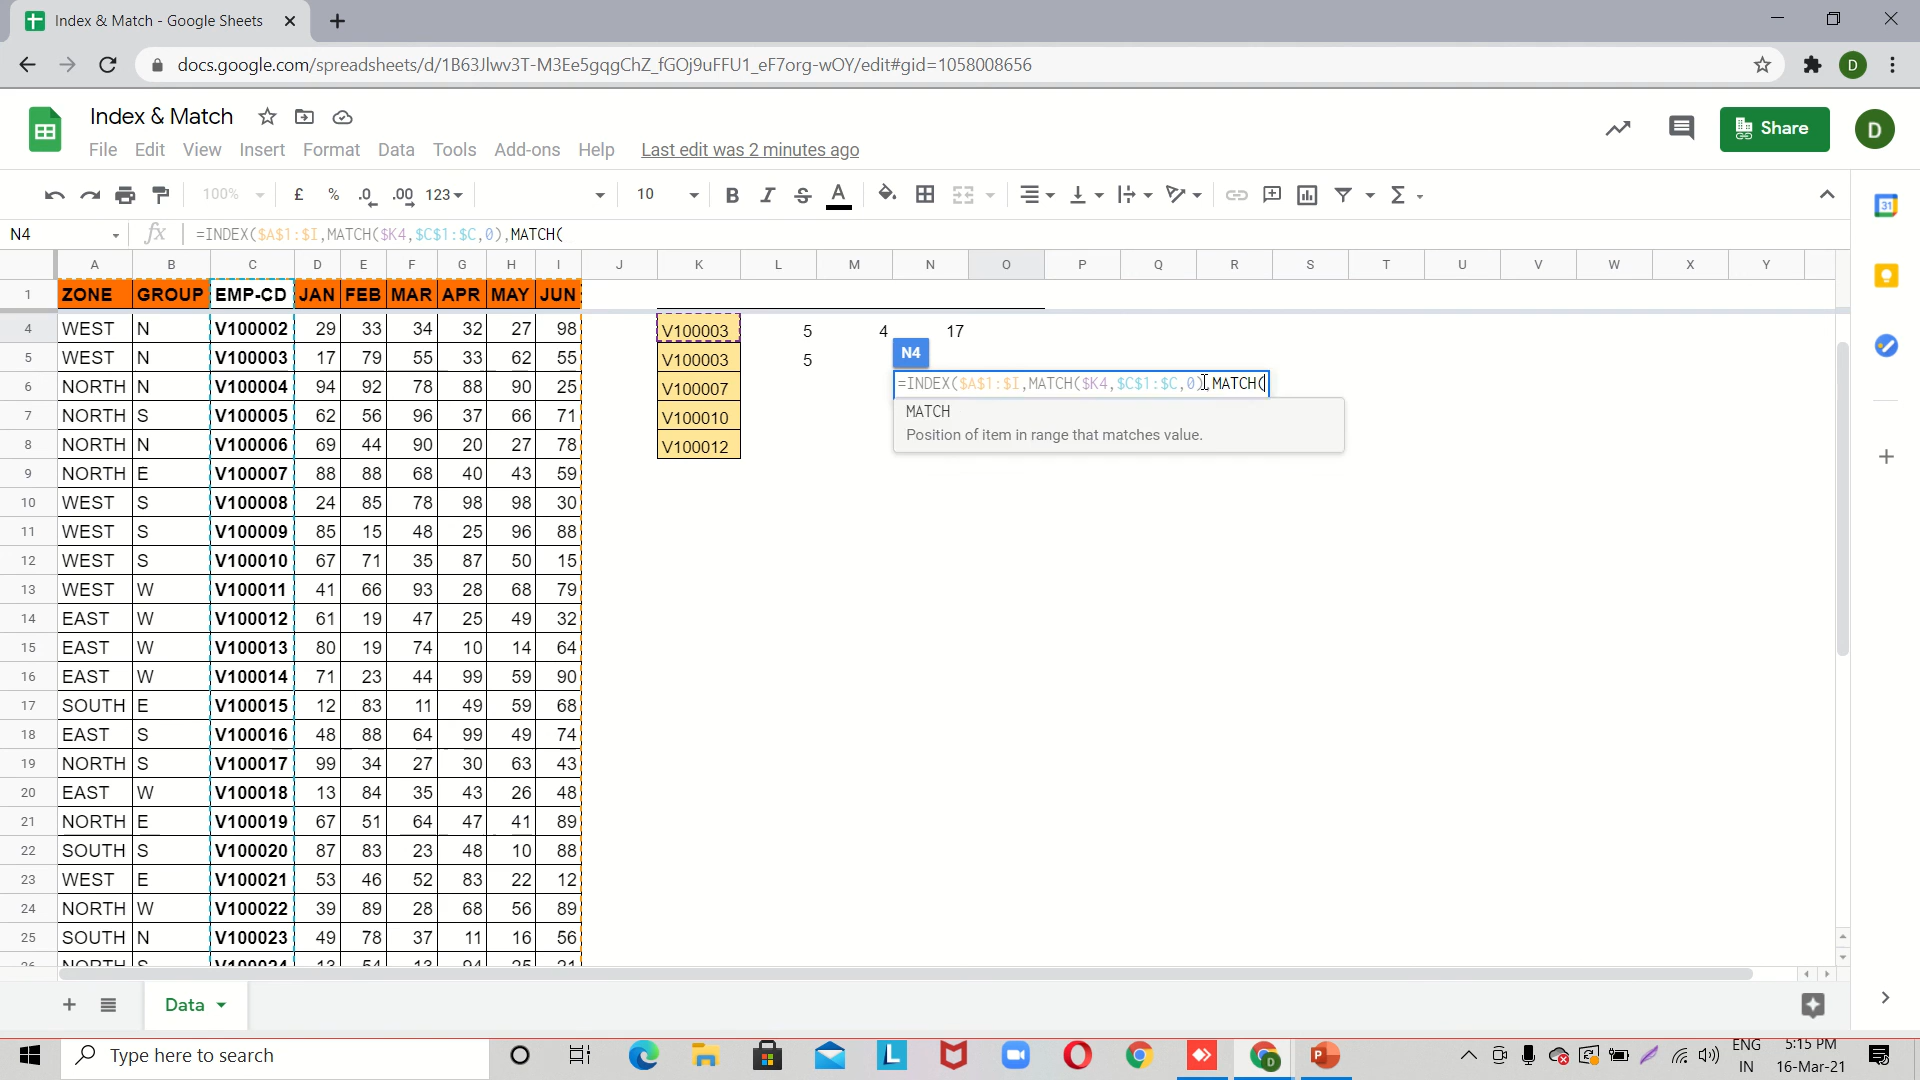 Index & Match - Google Sheets
docs.google.com/spreadsheets/d/1B63Jlwv3T-M3Ee5gqgChZ_fGOj9uFFU1_eF7org-wOY/edit#gid=1058008656
D
Index & Match
Share
D
File Edit View Insert Format Data Tools Add-ons Help Last edit was 2 minutes ago
100% £ % .0 .00 123 10 B I S A Σ
31
N4 fx =INDEX($A$1:$I,MATCH($K4,$C$1:$C,0),MATCH(
A B C D E F G H I J K L M N O P Q R S T U V W X Y
1 ZONE GROUP EMP-CD JAN FEB MAR APR MAY JUN
4 WEST N V100002 29 33 34 32 27 98 V100003 5 4 17
5 WEST N V100003 17 79 55 33 62 55 V100003 5 N4
6 NORTH N V100004 94 92 78 88 90 25 V100007 =INDEX($A$1:$I,MATCH($K4,$C$1:$C,0),MATCH(
7 NORTH S V100005 62 56 96 37 66 71 V100010 MATCH
Position of item in range that matches value.
8 NORTH N V100006 69 44 90 20 27 78 V100012
9 NORTH E V100007 88 88 68 40 43 59
10 WEST S V100008 24 85 78 98 98 30
11 WEST S V100009 85 15 48 25 96 88
12 WEST S V100010 67 71 35 87 50 15
13 WEST W V100011 41 66 93 28 68 79
14 EAST W V100012 61 19 47 25 49 32
15 EAST W V100013 80 19 74 10 14 64
16 EAST W V100014 71 23 44 99 59 90
17 SOUTH E V100015 12 83 11 49 59 68
18 EAST S V100016 48 88 64 99 49 74
19 NORTH S V100017 99 34 27 30 63 43
20 EAST W V100018 13 84 35 43 26 48
21 NORTH E V100019 67 51 64 47 41 89
22 SOUTH S V100020 87 83 23 48 10 88
23 WEST E V100021 53 46 52 83 22 12
24 NORTH W V100022 39 89 28 68 56 89
25 SOUTH N V100023 49 78 37 11 16 56
Data
Type here to search
ENG
IN
5:15 PM
16-Mar-21